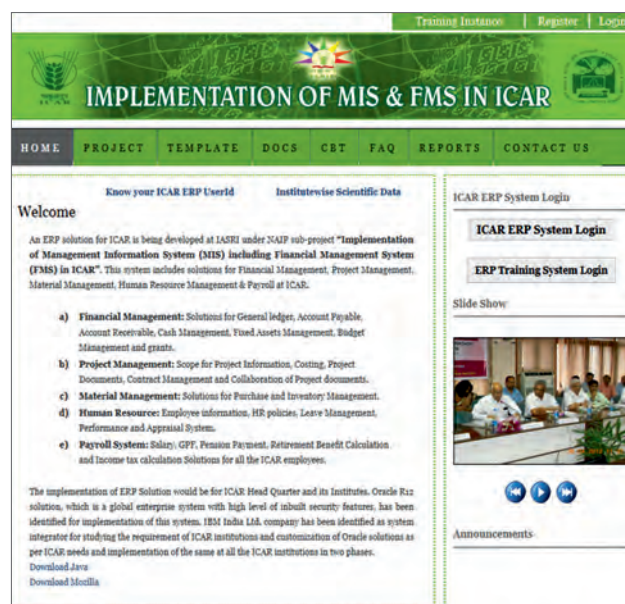 Training Instance | Register | Login
ICAR
IMPLEMENTATION OF MIS & FMS IN ICAR
HOME PROJECT TEMPLATE DOCS CBT FAQ REPORTS CONTACT US
Know your ICAR ERP UserId Institutewise Scientific Data
Welcome
An ERP solution for ICAR is being developed at IASRI under NAIP sub-project "Implementation
of Management Information System (MIS) including Financial Management System
(FMS) in ICAR". This system includes solutions for Financial Management, Project Management,
Material Management, Human Resource Management & Payroll at ICAR.
a) Financial Management: Solutions for General ledger, Account Payable,
Account Receivable, Cash Management, Fixed Assets Management, Budget
Management and grants.
b) Project Management: Scope for Project Information, Costing, Project
Documents, Contract Management and Collaboration of Project documents.
c) Material Management: Solutions for Purchase and Inventory Management.
d) Human Resource: Employee information, HR policies, Leave Management,
Performance and Appraisal System.
e) Payroll System: Salary, GPF, Pension Payment, Retirement Benefit Calculation
and Income tax calculation Solutions for all the ICAR employees.
The implementation of ERP Solution would be for ICAR Head Quarter and its Institutes. Oracle R12
solution, which is a global enterprise system with high level of inbuilt security features, has been
identified for implementation of this system. IBM India Ltd. company has been identified as system
integrator for studying the requirement of ICAR institutions and customization of Oracle solutions as
per ICAR needs and implementation of the same at all the ICAR institutions in two phases.
Download Java
Download Mozilla
ICAR ERP System Login
ICAR ERP System Login
ERP Training System Login
Slide Show
Announcements